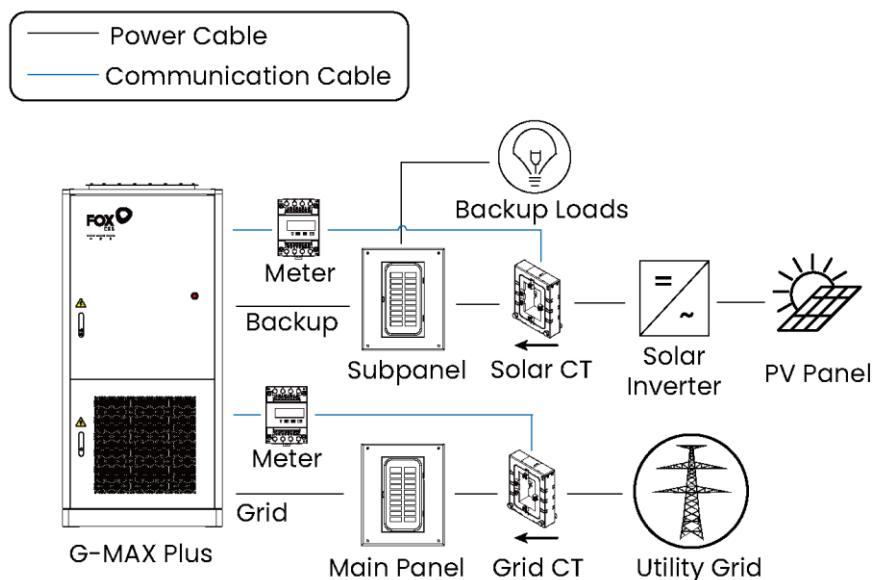 Power Cable
Communication Cable
FOX
ESS
Backup Loads
Meter
Backup
Subpanel
Solar CT
Solar
Inverter
PV Panel
Meter
Grid
G-MAX Plus
Main Panel
Grid CT
Utility Grid